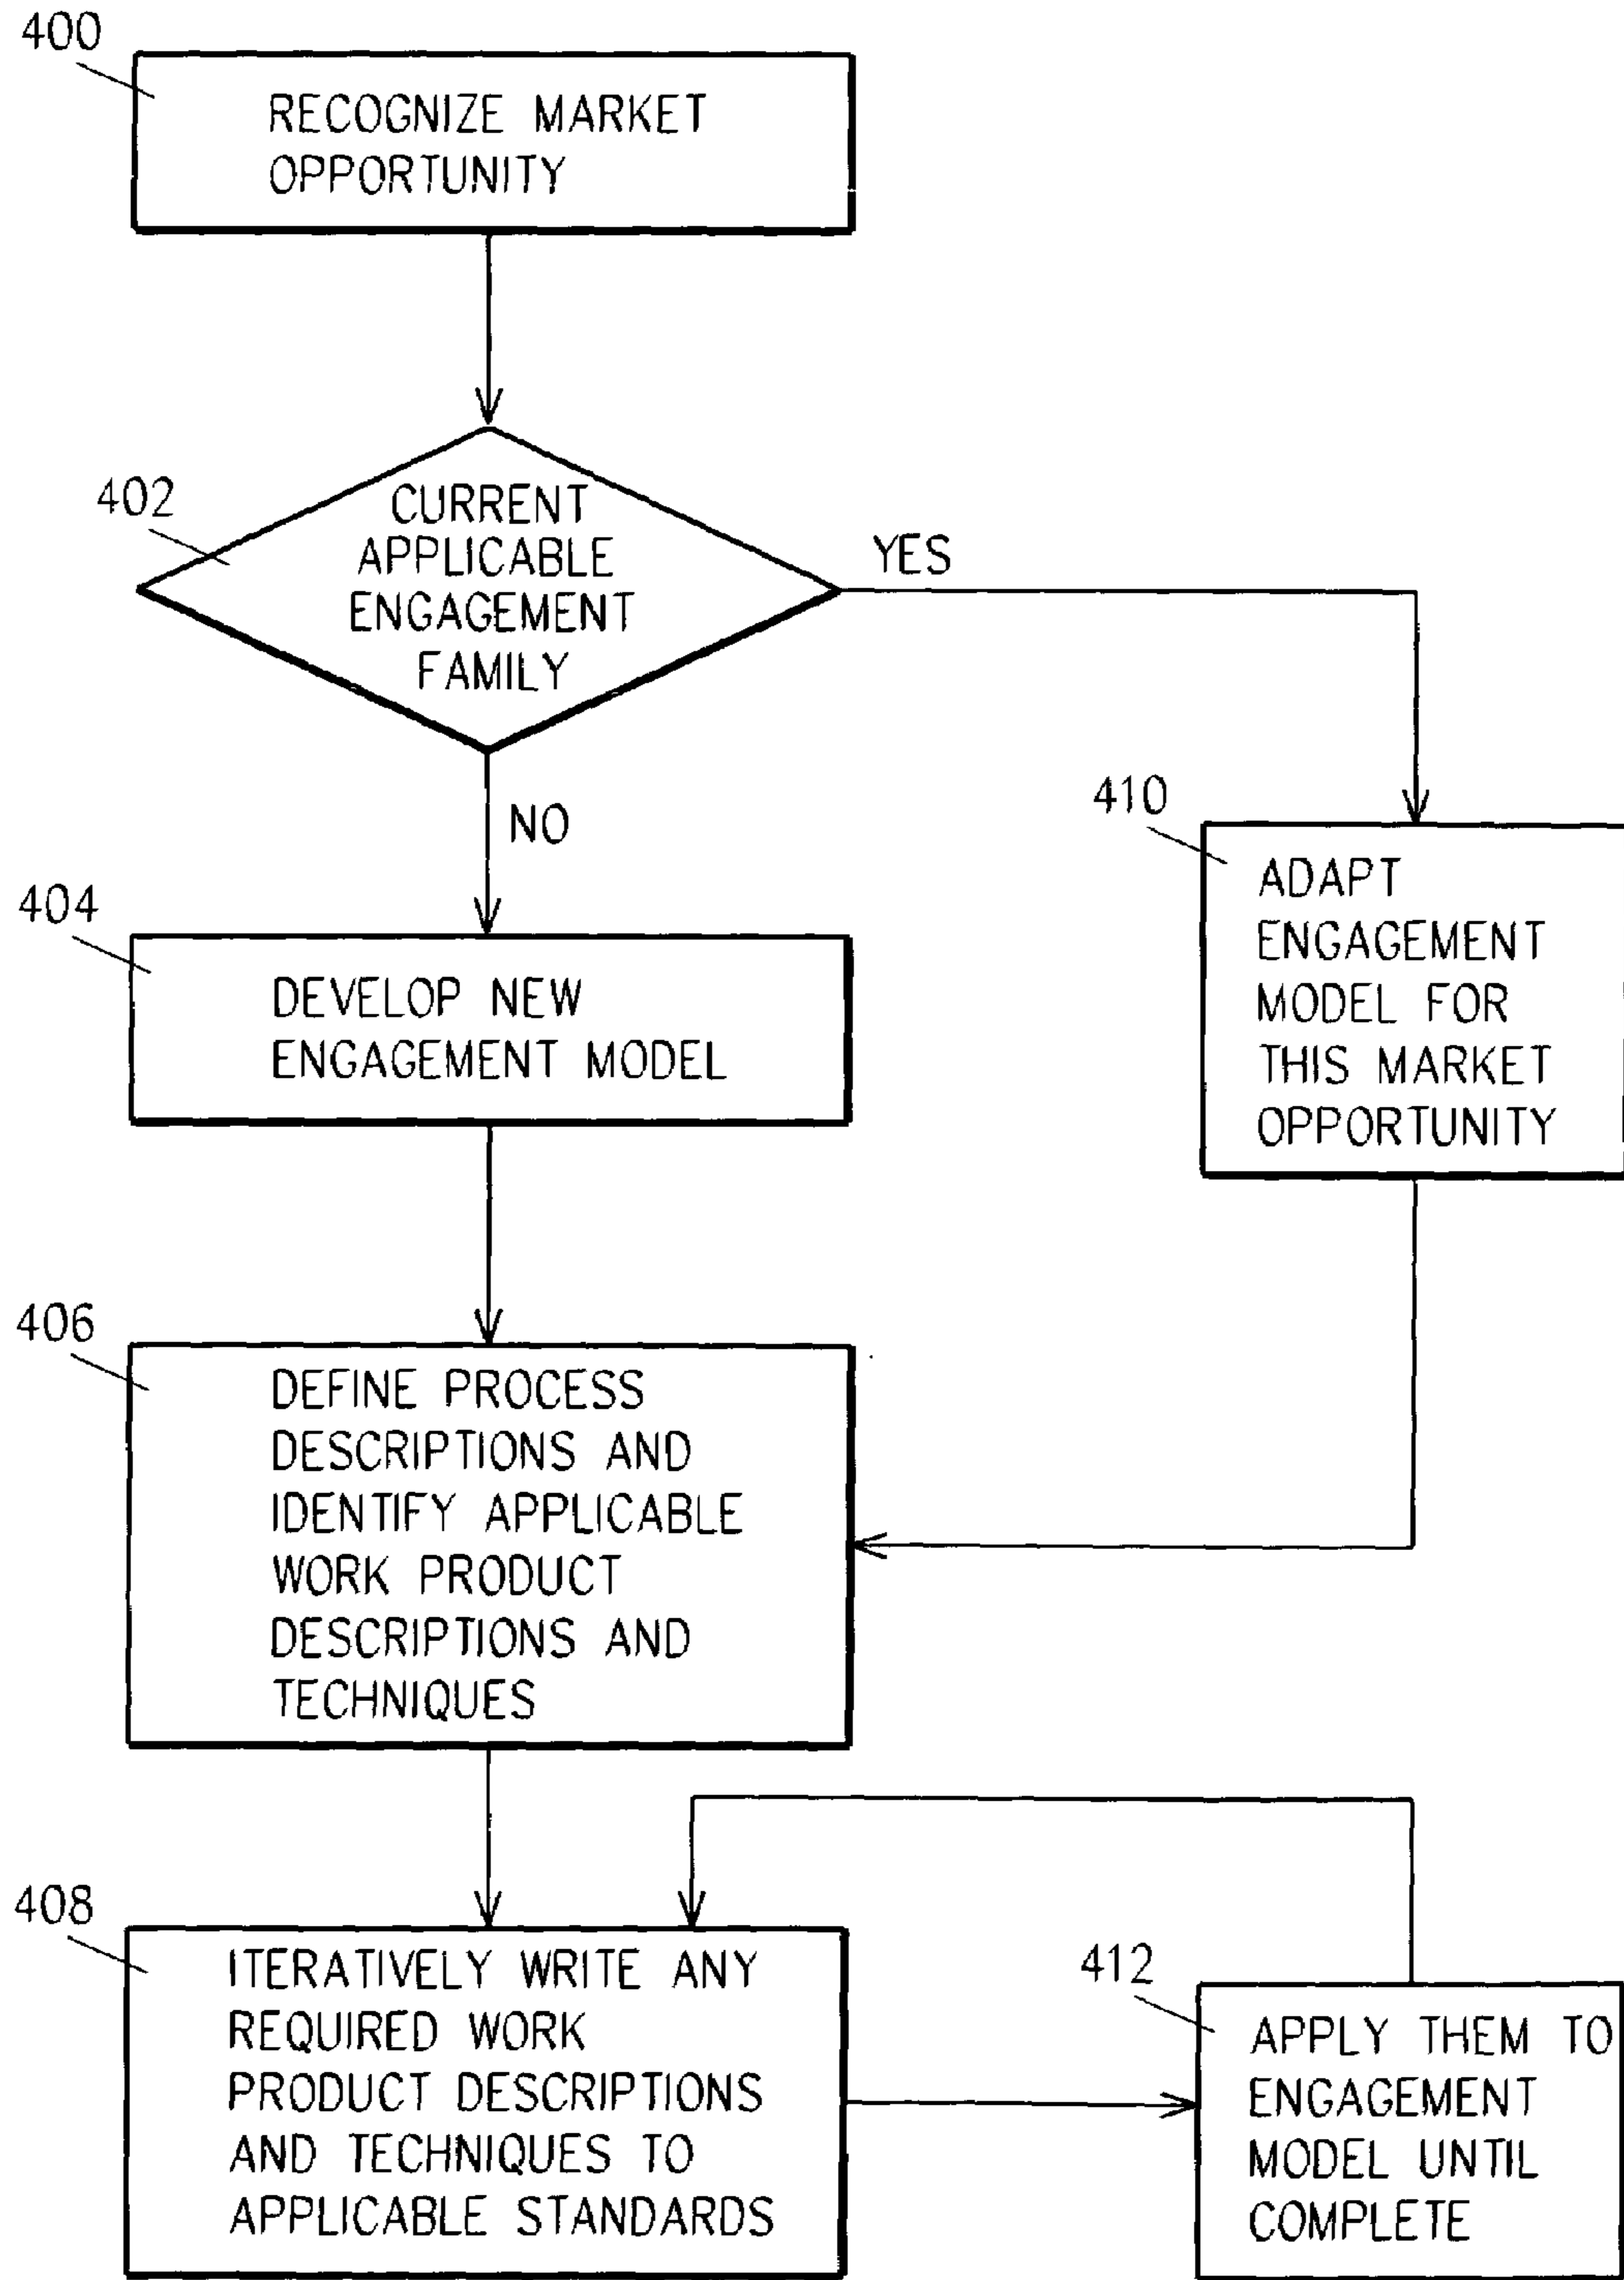 400
RECOGNIZE MARKET
OPPORTUNITY
402
CURRENT
APPLICABLE
ENGAGEMENT
FAMILY
YES
NO
404
DEVELOP NEW
ENGAGEMENT MODEL
410
ADAPT
ENGAGEMENT
MODEL FOR
THIS MARKET
OPPORTUNITY
406
DEFINE PROCESS
DESCRIPTIONS AND
IDENTIFY APPLICABLE
WORK PRODUCT
DESCRIPTIONS AND
TECHNIQUES
408
ITERATIVELY WRITE ANY
REQUIRED WORK
PRODUCT DESCRIPTIONS
AND TECHNIQUES TO
APPLICABLE STANDARDS
412
APPLY THEM TO
ENGAGEMENT
MODEL UNTIL
COMPLETE